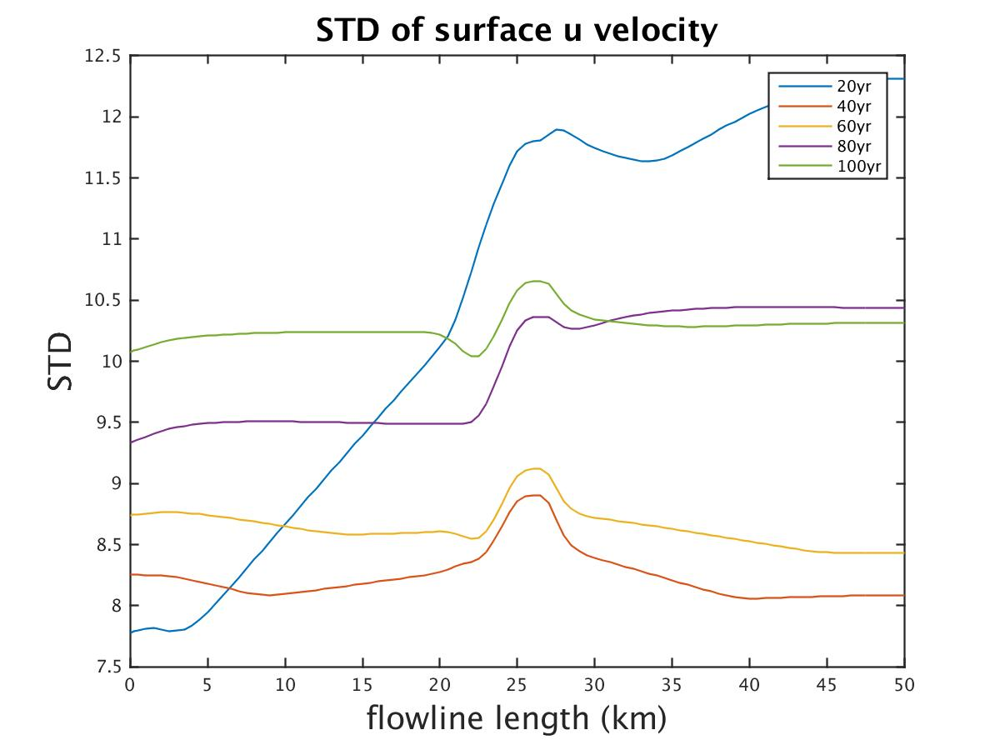 STD of surface u velocity
12.5
12
11.5
11
10.5
10
9.5
9
8.5
8
7.5
STD
20yr
40yr
60yr
80yr
100yr
0 5 10 15 20 25 30 35 40 45 50
flowline length (km)